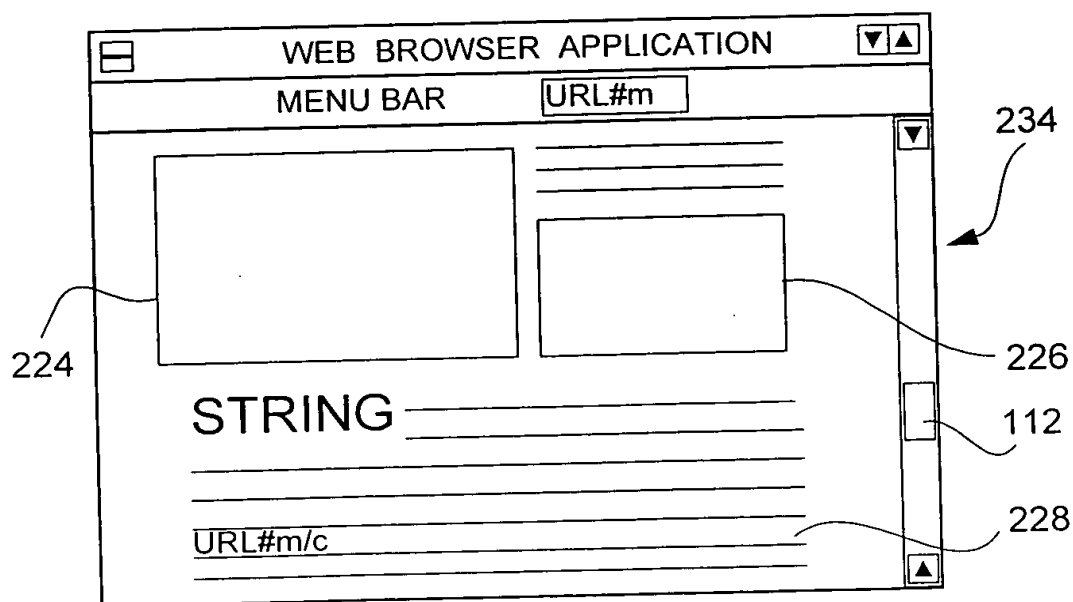 WEB BROWSER APPLICATION
MENU BAR URL#m
234
224
226
STRING
112
228
URL#m/c